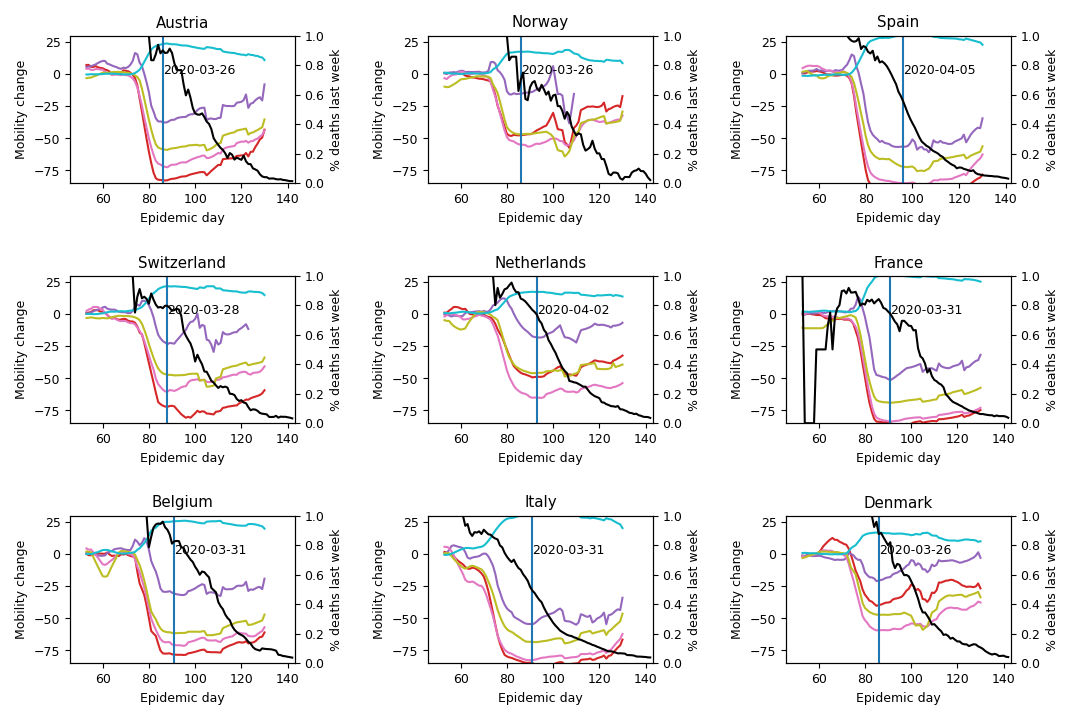 Austria
25
0
−25
−50
−75
Mobility change
60 80 100 120 140
Epidemic day
1.0
0.8
0.6
0.4
0.2
0.0
% deaths last week
2020-03-26
Norway
25
0
−25
−50
−75
Mobility change
60 80 100 120 140
Epidemic day
1.0
0.8
0.6
0.4
0.2
0.0
% deaths last week
2020-03-26
Spain
25
0
−25
−50
−75
Mobility change
60 80 100 120 140
Epidemic day
1.0
0.8
0.6
0.4
0.2
0.0
% deaths last week
2020-04-05
Switzerland
25
0
−25
−50
−75
Mobility change
60 80 100 120 140
Epidemic day
1.0
0.8
0.6
0.4
0.2
0.0
% deaths last week
2020-03-28
Netherlands
25
0
−25
−50
−75
Mobility change
60 80 100 120 140
Epidemic day
1.0
0.8
0.6
0.4
0.2
0.0
% deaths last week
2020-04-02
France
25
0
−25
−50
−75
Mobility change
60 80 100 120 140
Epidemic day
1.0
0.8
0.6
0.4
0.2
0.0
% deaths last week
2020-03-31
Belgium
25
0
−25
−50
−75
Mobility change
60 80 100 120 140
Epidemic day
1.0
0.8
0.6
0.4
0.2
0.0
% deaths last week
2020-03-31
Italy
25
0
−25
−50
−75
Mobility change
60 80 100 120 140
Epidemic day
1.0
0.8
0.6
0.4
0.2
0.0
% deaths last week
2020-03-31
Denmark
25
0
−25
−50
−75
Mobility change
60 80 100 120 140
Epidemic day
1.0
0.8
0.6
0.4
0.2
0.0
% deaths last week
2020-03-26